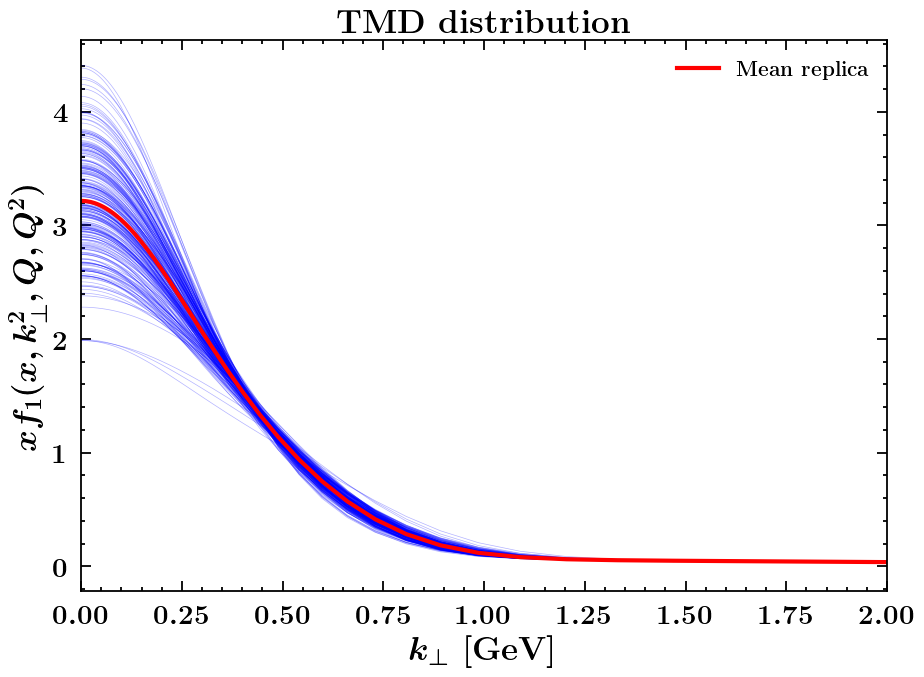 TMD distribution
Mean replica
xf₁(x, k²⊥, Q, Q²)
4
3
2
1
0
0.00 0.25 0.50 0.75 1.00 1.25 1.50 1.75 2.00
k⊥ [GeV]